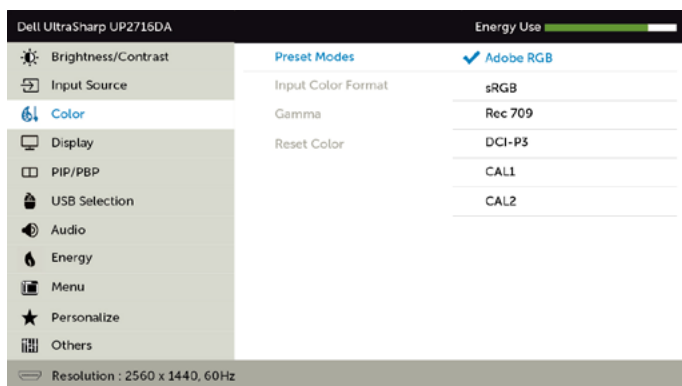 Dell UltraSharp UP2716DA
Energy Use
Brightness/Contrast
Preset Modes
Adobe RGB
Input Source
Input Color Format
sRGB
Color
Gamma
Rec 709
Display
Reset Color
DCI-P3
PIP/PBP
CAL1
USB Selection
CAL2
Audio
Energy
Menu
Personalize
Others
Resolution : 2560 x 1440, 60Hz